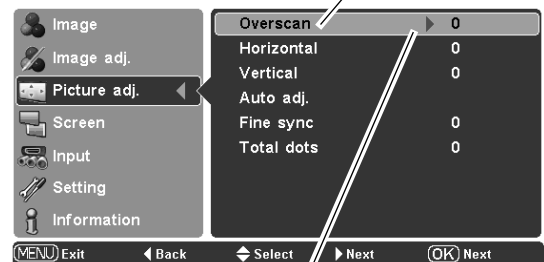 Image
Image adj.
Picture adj.
Screen
Input
Setting
Information
Overscan 0
Horizontal 0
Vertical 0
Auto adj.
Fine sync 0
Total dots 0
MENU Exit Back Select Next OK Next